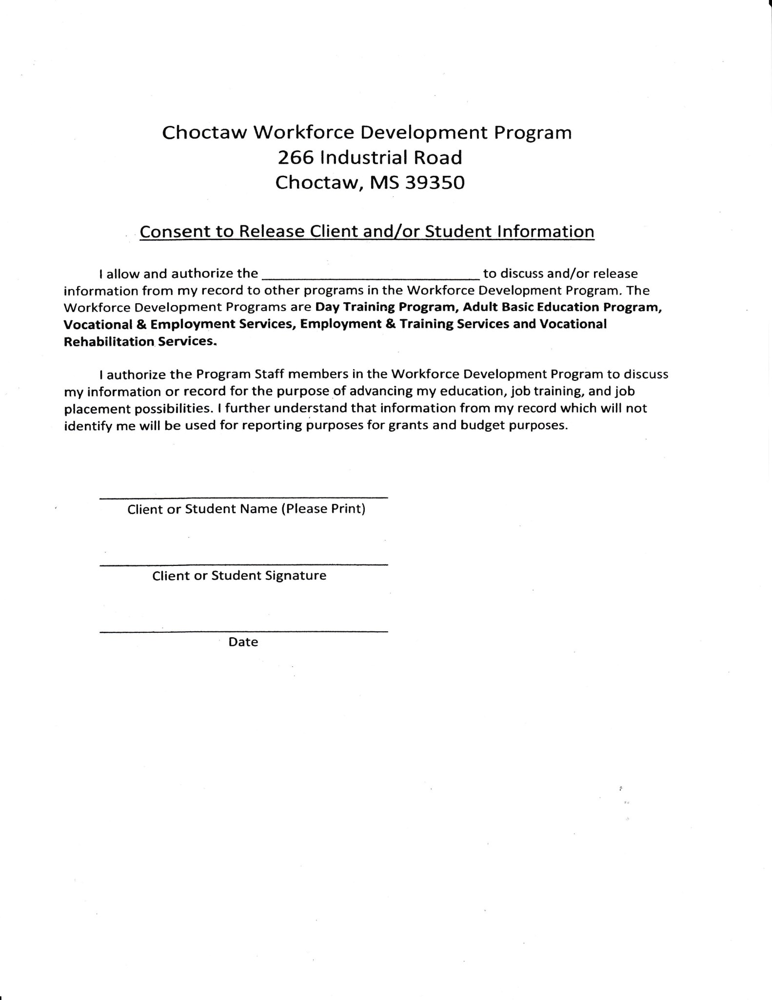 Choctaw Workforce Development Program
266 Industrial Road
Choctaw, MS 39350
Consent to Release Client and/or Student Information
I allow and authorize the ________________________________ to discuss and/or release
information from my record to other programs in the Workforce Development Program. The
Workforce Development Programs are Day Training Program, Adult Basic Education Program,
Vocational & Employment Services, Employment & Training Services and Vocational
Rehabilitation Services.
I authorize the Program Staff members in the Workforce Development Program to discuss
my information or record for the purpose of advancing my education, job training, and job
placement possibilities. I further understand that information from my record which will not
identify me will be used for reporting purposes for grants and budget purposes.
Client or Student Name (Please Print)
Client or Student Signature
Date